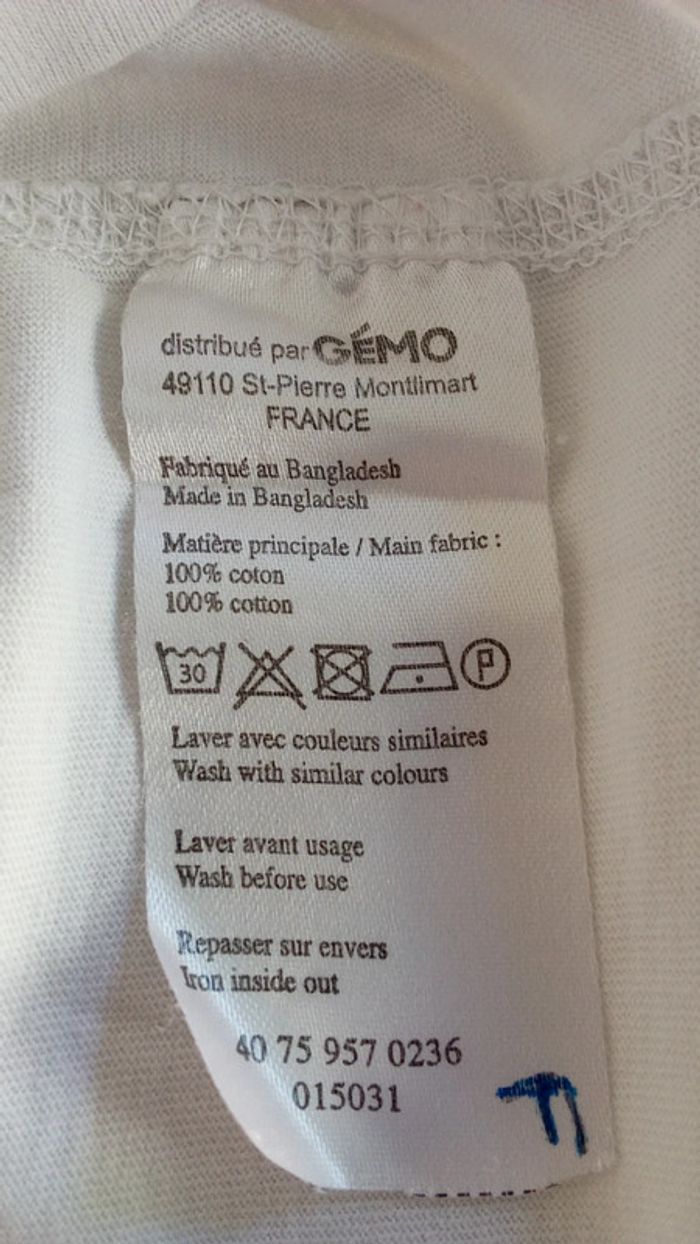 distribué par GÉMO
49110 St-Pierre Montlimart
FRANCE
Fabriqué au Bangladesh
Made in Bangladesh
Matière principale / Main fabric :
100% coton
100% cotton
30 P
Laver avec couleurs similaires
Wash with similar colours
Laver avant usage
Wash before use
Repasser sur envers
Iron inside out
40 75 957 0236
015031